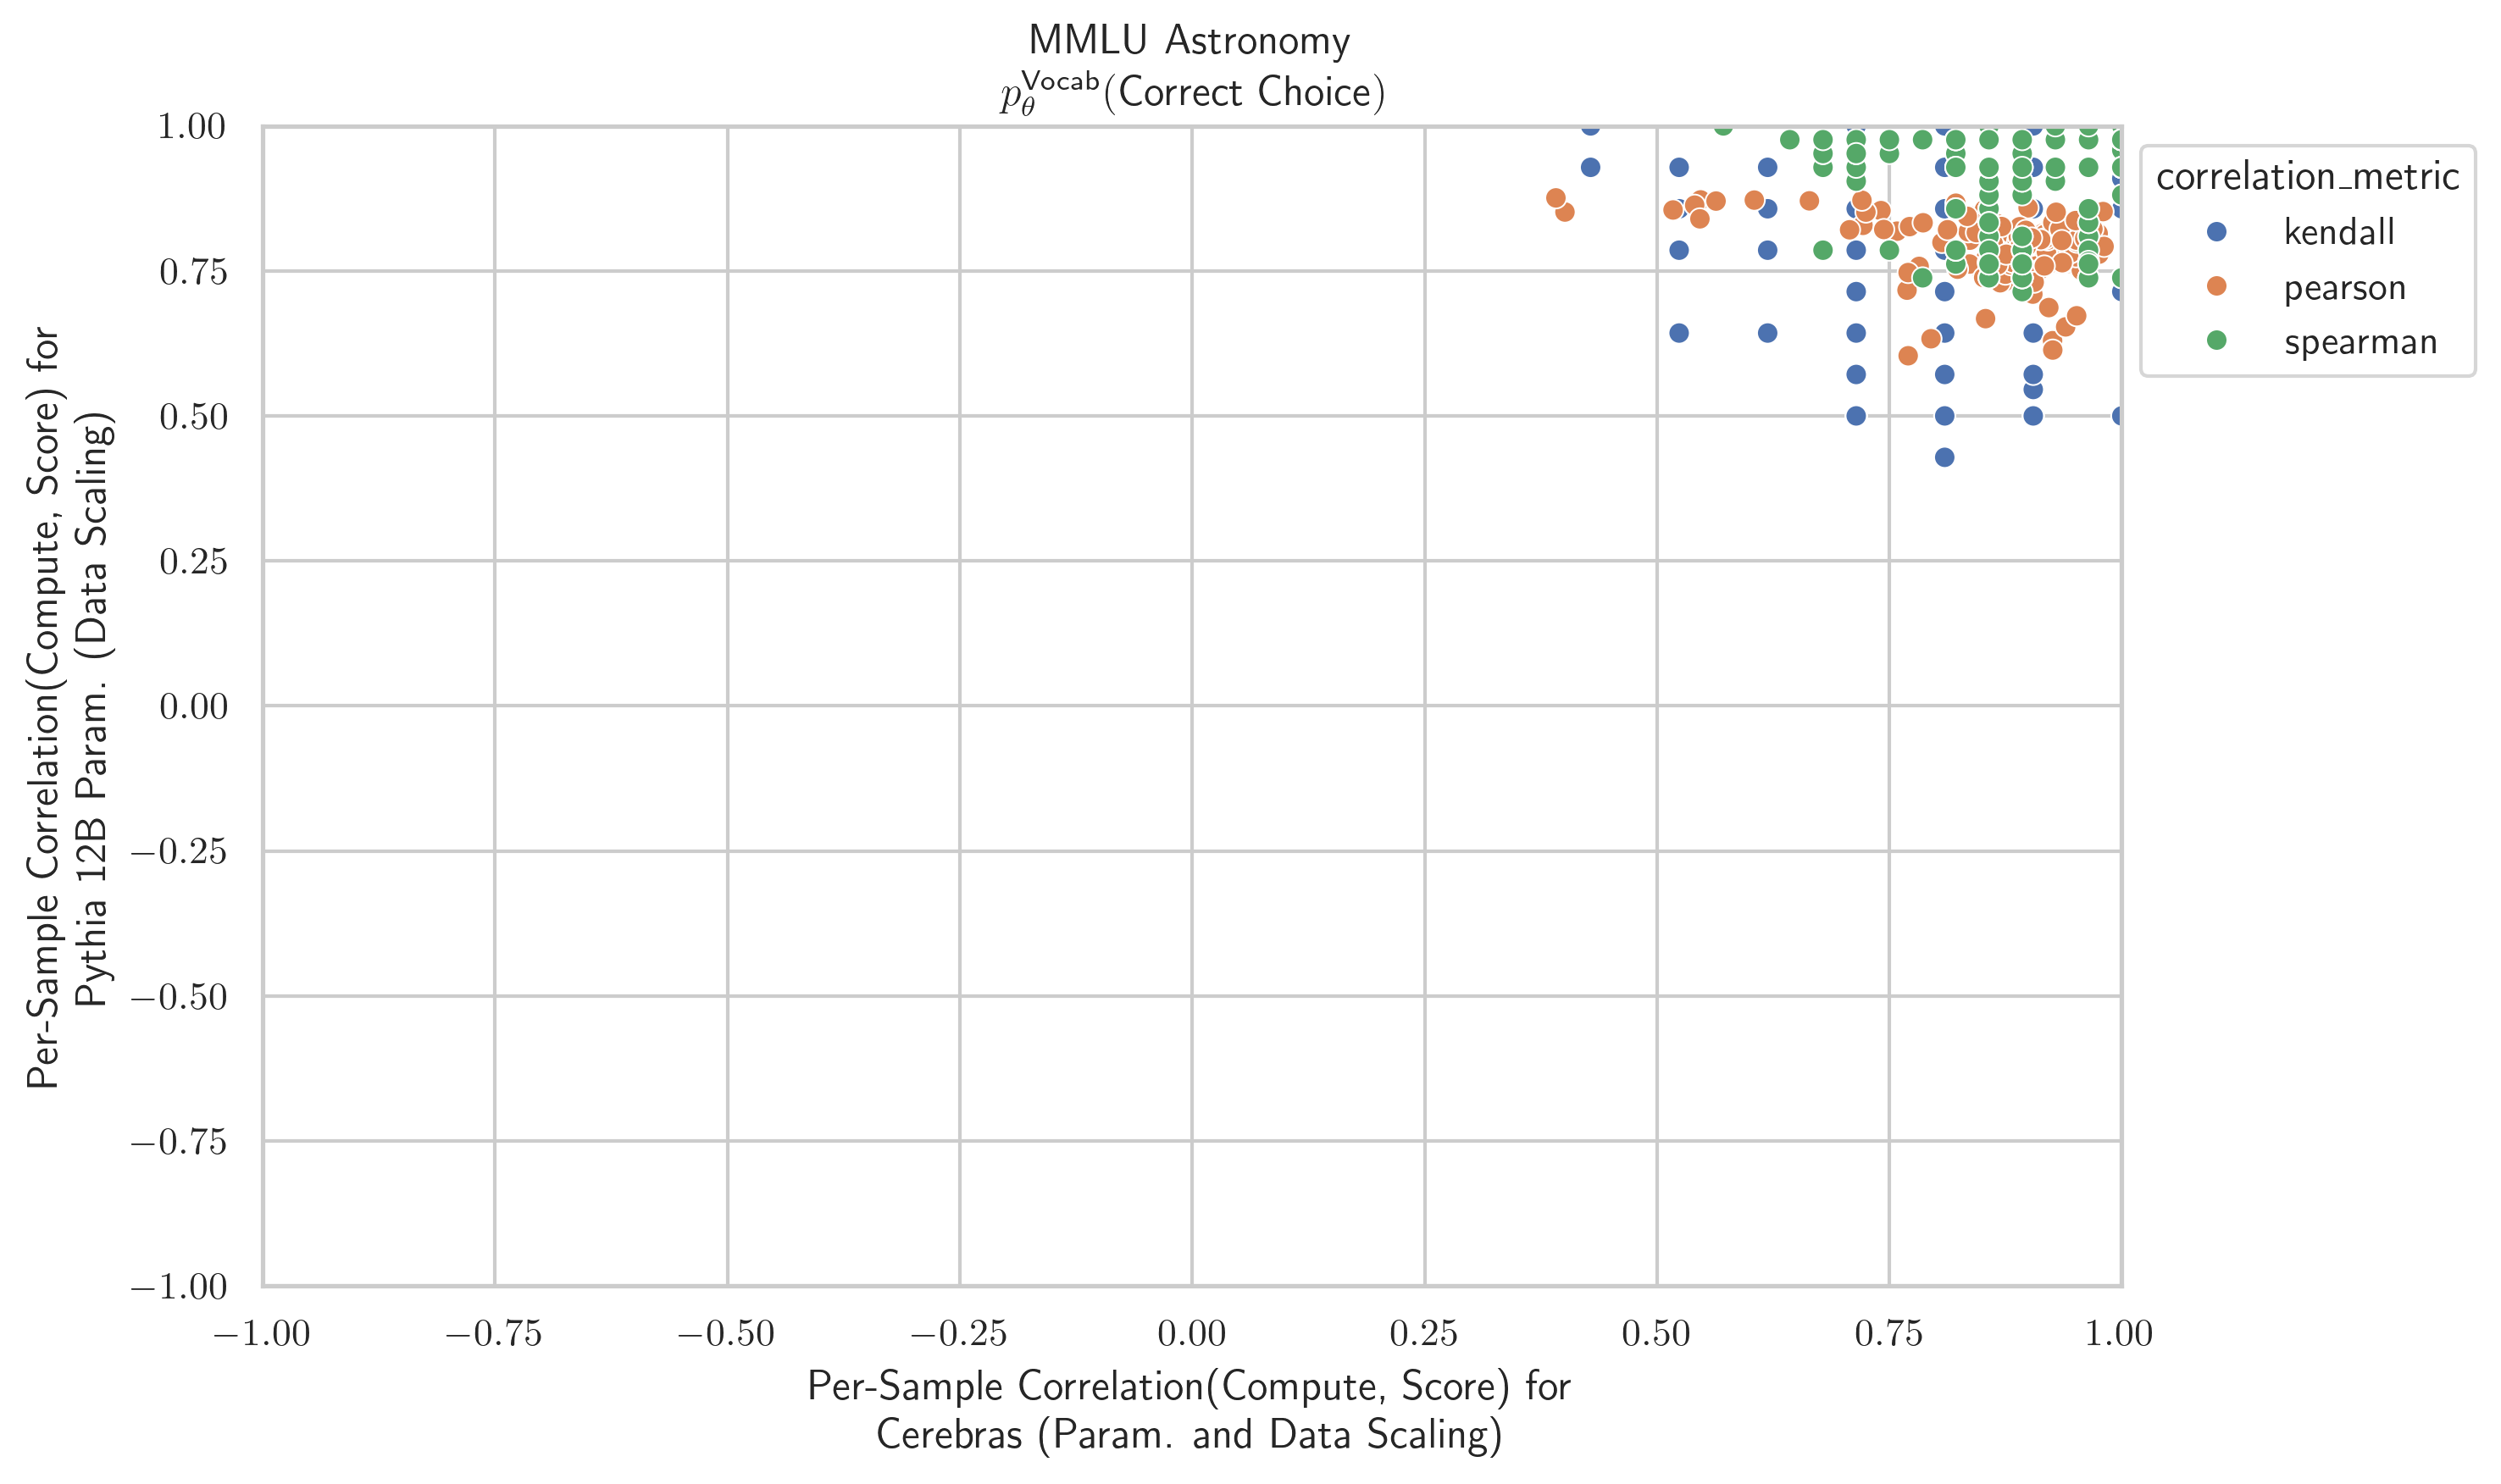 MMLU Astronomy
$p_\theta^{\text{Vocab}}$(Correct Choice)
1.00
0.75
0.50
0.25
0.00
−0.25
−0.50
−0.75
−1.00
Per-Sample Correlation(Compute, Score) for
Pythia 12B Param. (Data Scaling)
correlation_metric
kendall
pearson
spearman
−1.00 −0.75 −0.50 −0.25 0.00 0.25 0.50 0.75 1.00
Per-Sample Correlation(Compute, Score) for
Cerebras (Param. and Data Scaling)